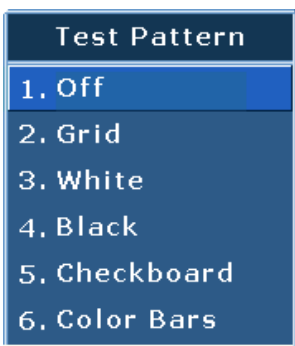 Test Pattern
1. Off
2. Grid
3. White
4. Black
5. Checkboard
6. Color Bars